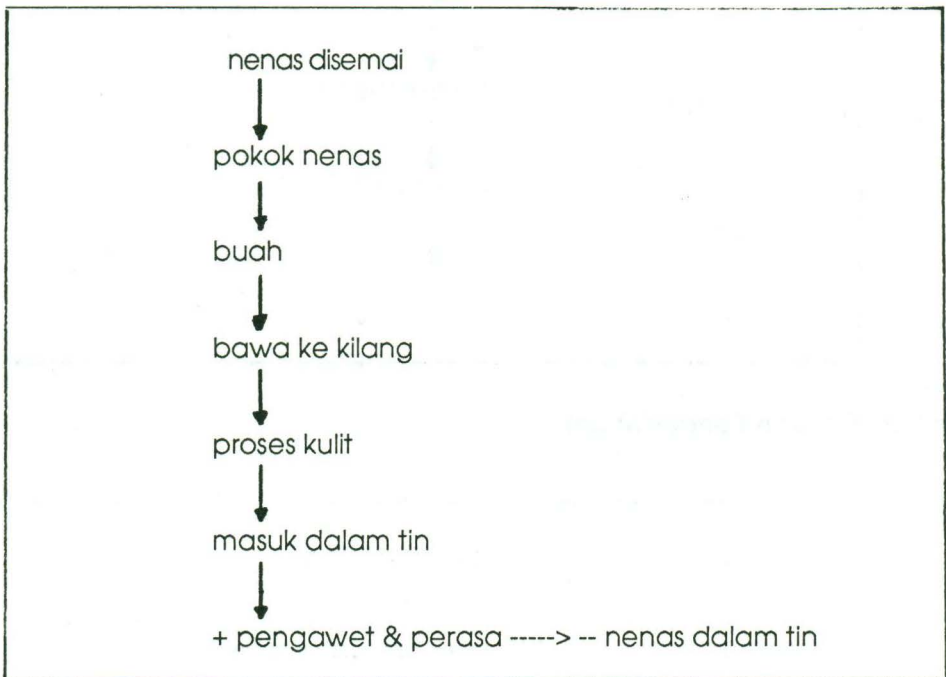 nenas disemai
pokok nenas
buah
bawa ke kilang
proses kulit
masuk dalam tin
+ pengawet & perasa -----> -- nenas dalam tin